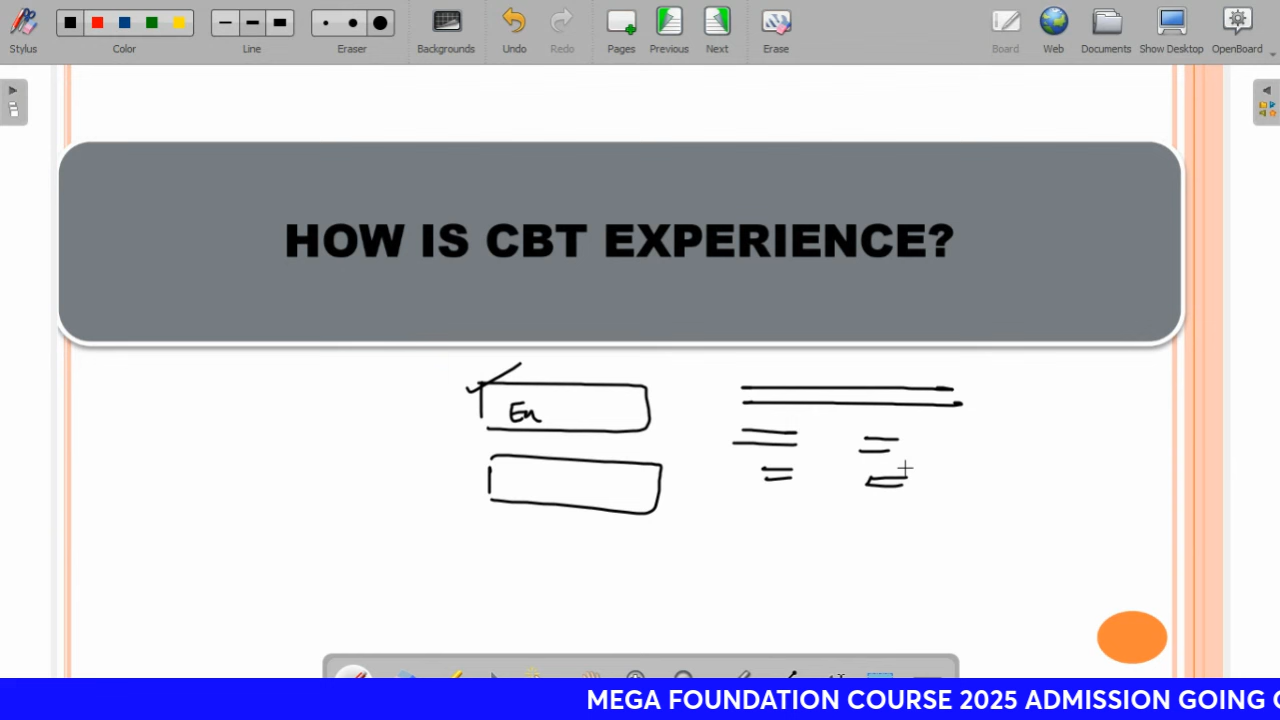 Stylus
Color
Line
Eraser
Backgrounds
Undo
Redo
Pages
Previous
Next
Erase
Board
Web
Documents
Show Desktop
OpenBoard
HOW IS CBT EXPERIENCE?
En
MEGA FOUNDATION COURSE 2025 ADMISSION GOING